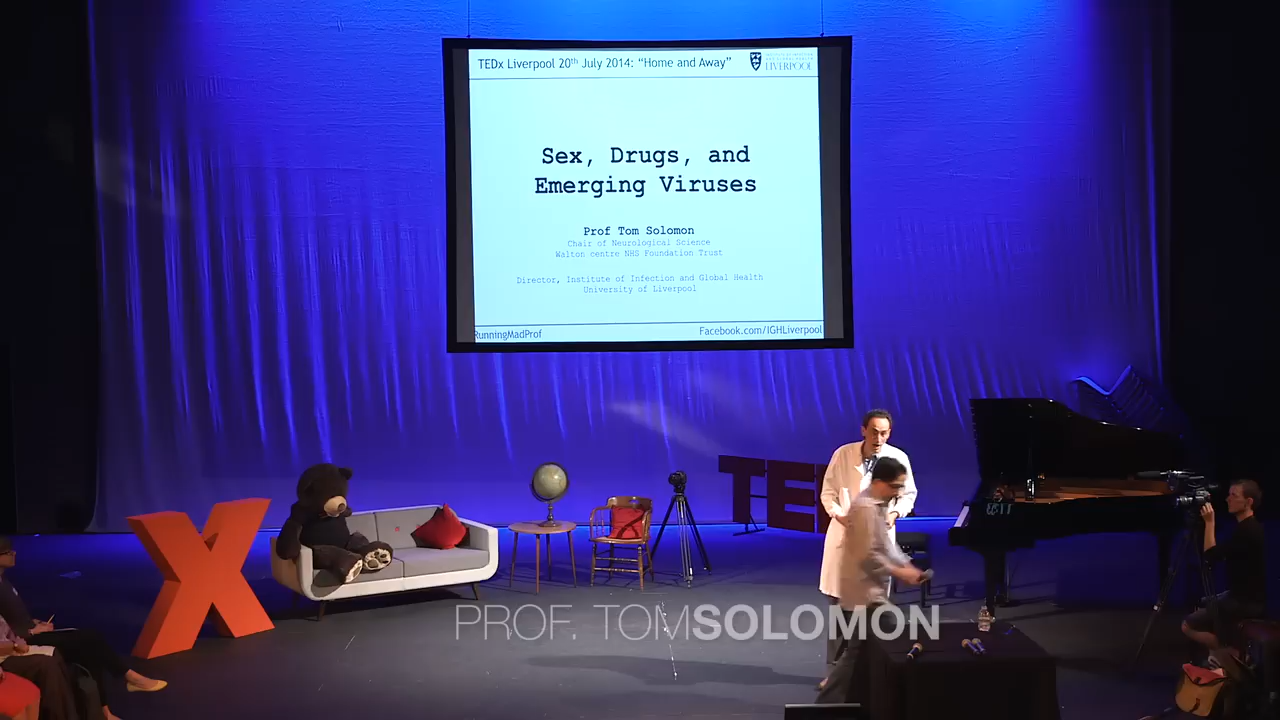 TEDx Liverpool 20th July 2014: "Home and Away"
LIVERPOOL
Sex, Drugs, and
Emerging Viruses
Prof Tom Solomon
Chair of Neurological Science
Walton centre NHS Foundation Trust
Director, Institute of Infection and Global Health
University of Liverpool
RunningMadProf
Facebook.com/IGHLiverpool
TED
X
PROF. TOMSOLOMON